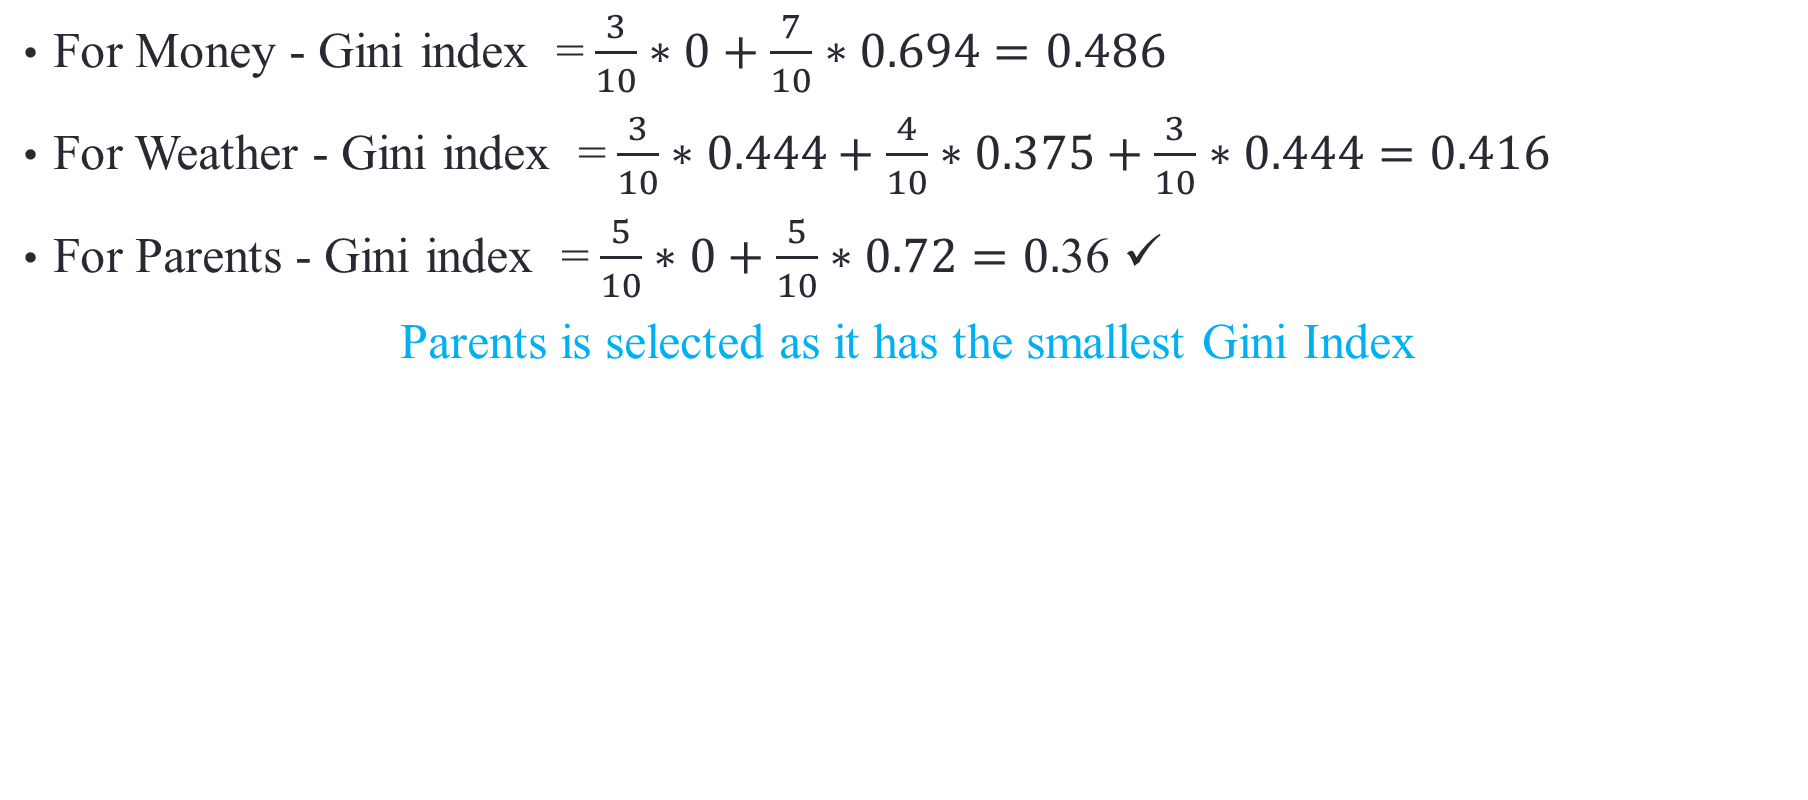 • For Money - Gini index = 3/10 * 0 + 7/10 * 0.694 = 0.486
• For Weather - Gini index = 3/10 * 0.444 + 4/10 * 0.375 + 3/10 * 0.444 = 0.416
• For Parents - Gini index = 5/10 * 0 + 5/10 * 0.72 = 0.36 ✓
Parents is selected as it has the smallest Gini Index